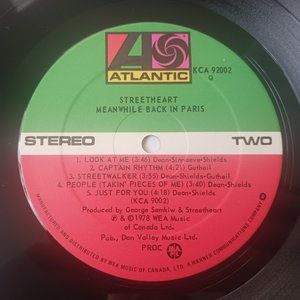 ATLANTIC
KCA 92002
Q
STREETHEART
MEANWHILE BACK IN PARIS
STEREO
TWO
1. LOOK AT ME (3:46) Dean-Sinnaeve-Shields
2. CAPTAIN RHYTHM (4:21) Gutheil
3. STREETWALKER (3:55) Dean-Shields-Gutheil
4. PEOPLE (TAKIN' PIECES OF ME) (3:40) Dean-Shields
5. JUST FOR YOU (4:18) Dean-Shields
(KCA 9002)
Produced by George Semkiw & Streetheart
℗ & © 1978 WEA Music
of Canada Ltd.
Pub., Don Valley Music Ltd.
PROC
MANUFACTURED & DISTRIBUTED BY WEA MUSIC OF CANADA, LTD. A WARNER COMMUNICATIONS COMPANY